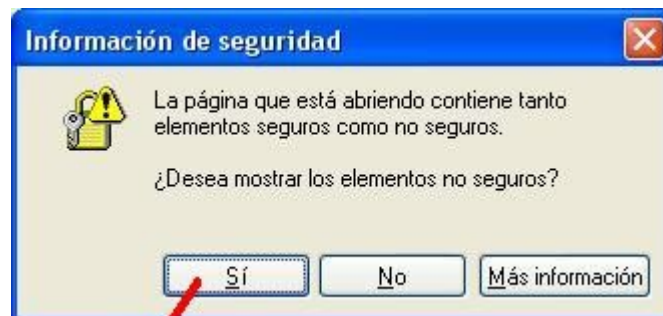 Información de seguridad
La página que está abriendo contiene tanto
elementos seguros como no seguros.
¿Desea mostrar los elementos no seguros?
Sí No Más información